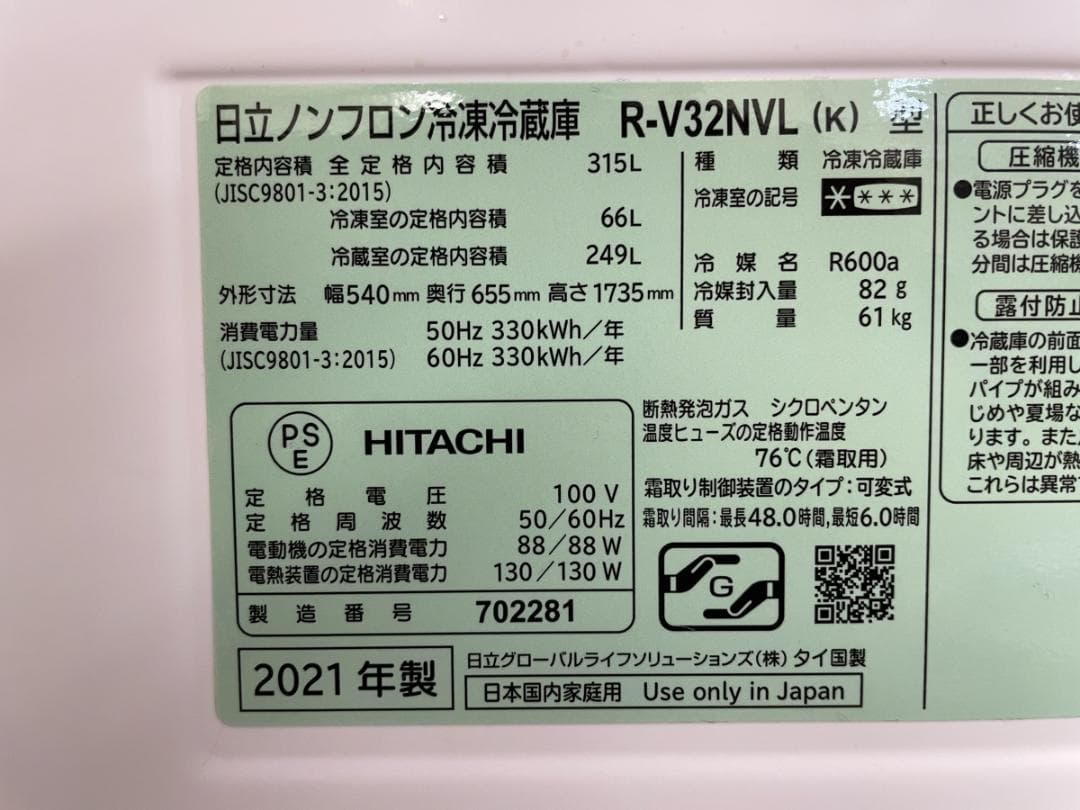 日立ノンフロン冷凍冷蔵庫 R-V32NVL (K) 型
定格内容積 全定格内容積 315L
(JISC9801-3:2015)
冷凍室の定格内容積 66L
冷蔵室の定格内容積 249L
外形寸法 幅540mm 奥行655mm 高さ1735mm
消費電力量 50Hz 330kWh/年
(JISC9801-3:2015) 60Hz 330kWh/年
種類 冷凍冷蔵庫
冷凍室の記号 ****
冷媒名 R600a
冷媒封入量 82g
質量 61kg
PS
E
HITACHI
定格電圧 100V
定格周波数 50/60Hz
電動機の定格消費電力 88/88W
電熱装置の定格消費電力 130/130W
製造番号 702281
断熱発泡ガス シクロペンタン
温度ヒューズの定格動作温度
76℃(霜取用)
霜取り制御装置のタイプ:可変式
霜取り間隔:最長48.0時間,最短6.0時間
G
2021年製
日立グローバルライフソリューションズ(株) タイ国製
日本国内家庭用 Use only in Japan
正しくお使
圧縮機
●電源プラグを
ントに差し込
る場合は保護
分間は圧縮機
露付防止
●冷蔵庫の前面
一部を利用し
パイプが組み
じめや夏場な
ります。また
床や周辺が熱
これらは異常